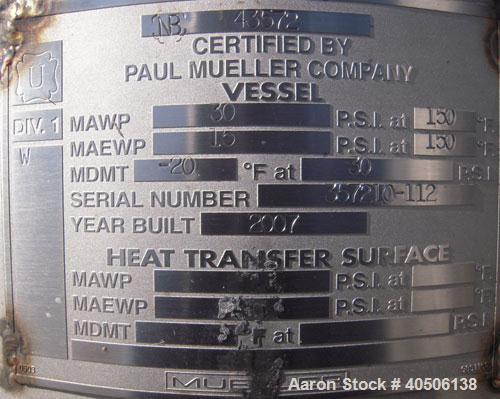 NB 43572
CERTIFIED BY
PAUL MUELLER COMPANY
VESSEL
U
DIV. 1
W
MAWP 30 P.S.I. at 150 °F
MAEWP 15 P.S.I. at 150 °F
MDMT -20 °F at 30 P.S.I.
SERIAL NUMBER 357210-112
YEAR BUILT 2007
HEAT TRANSFER SURFACE
MAWP P.S.I. at °F
MAEWP P.S.I. at °F
MDMT °F at P.S.I.
MUELLER
Aaron Stock # 40506138